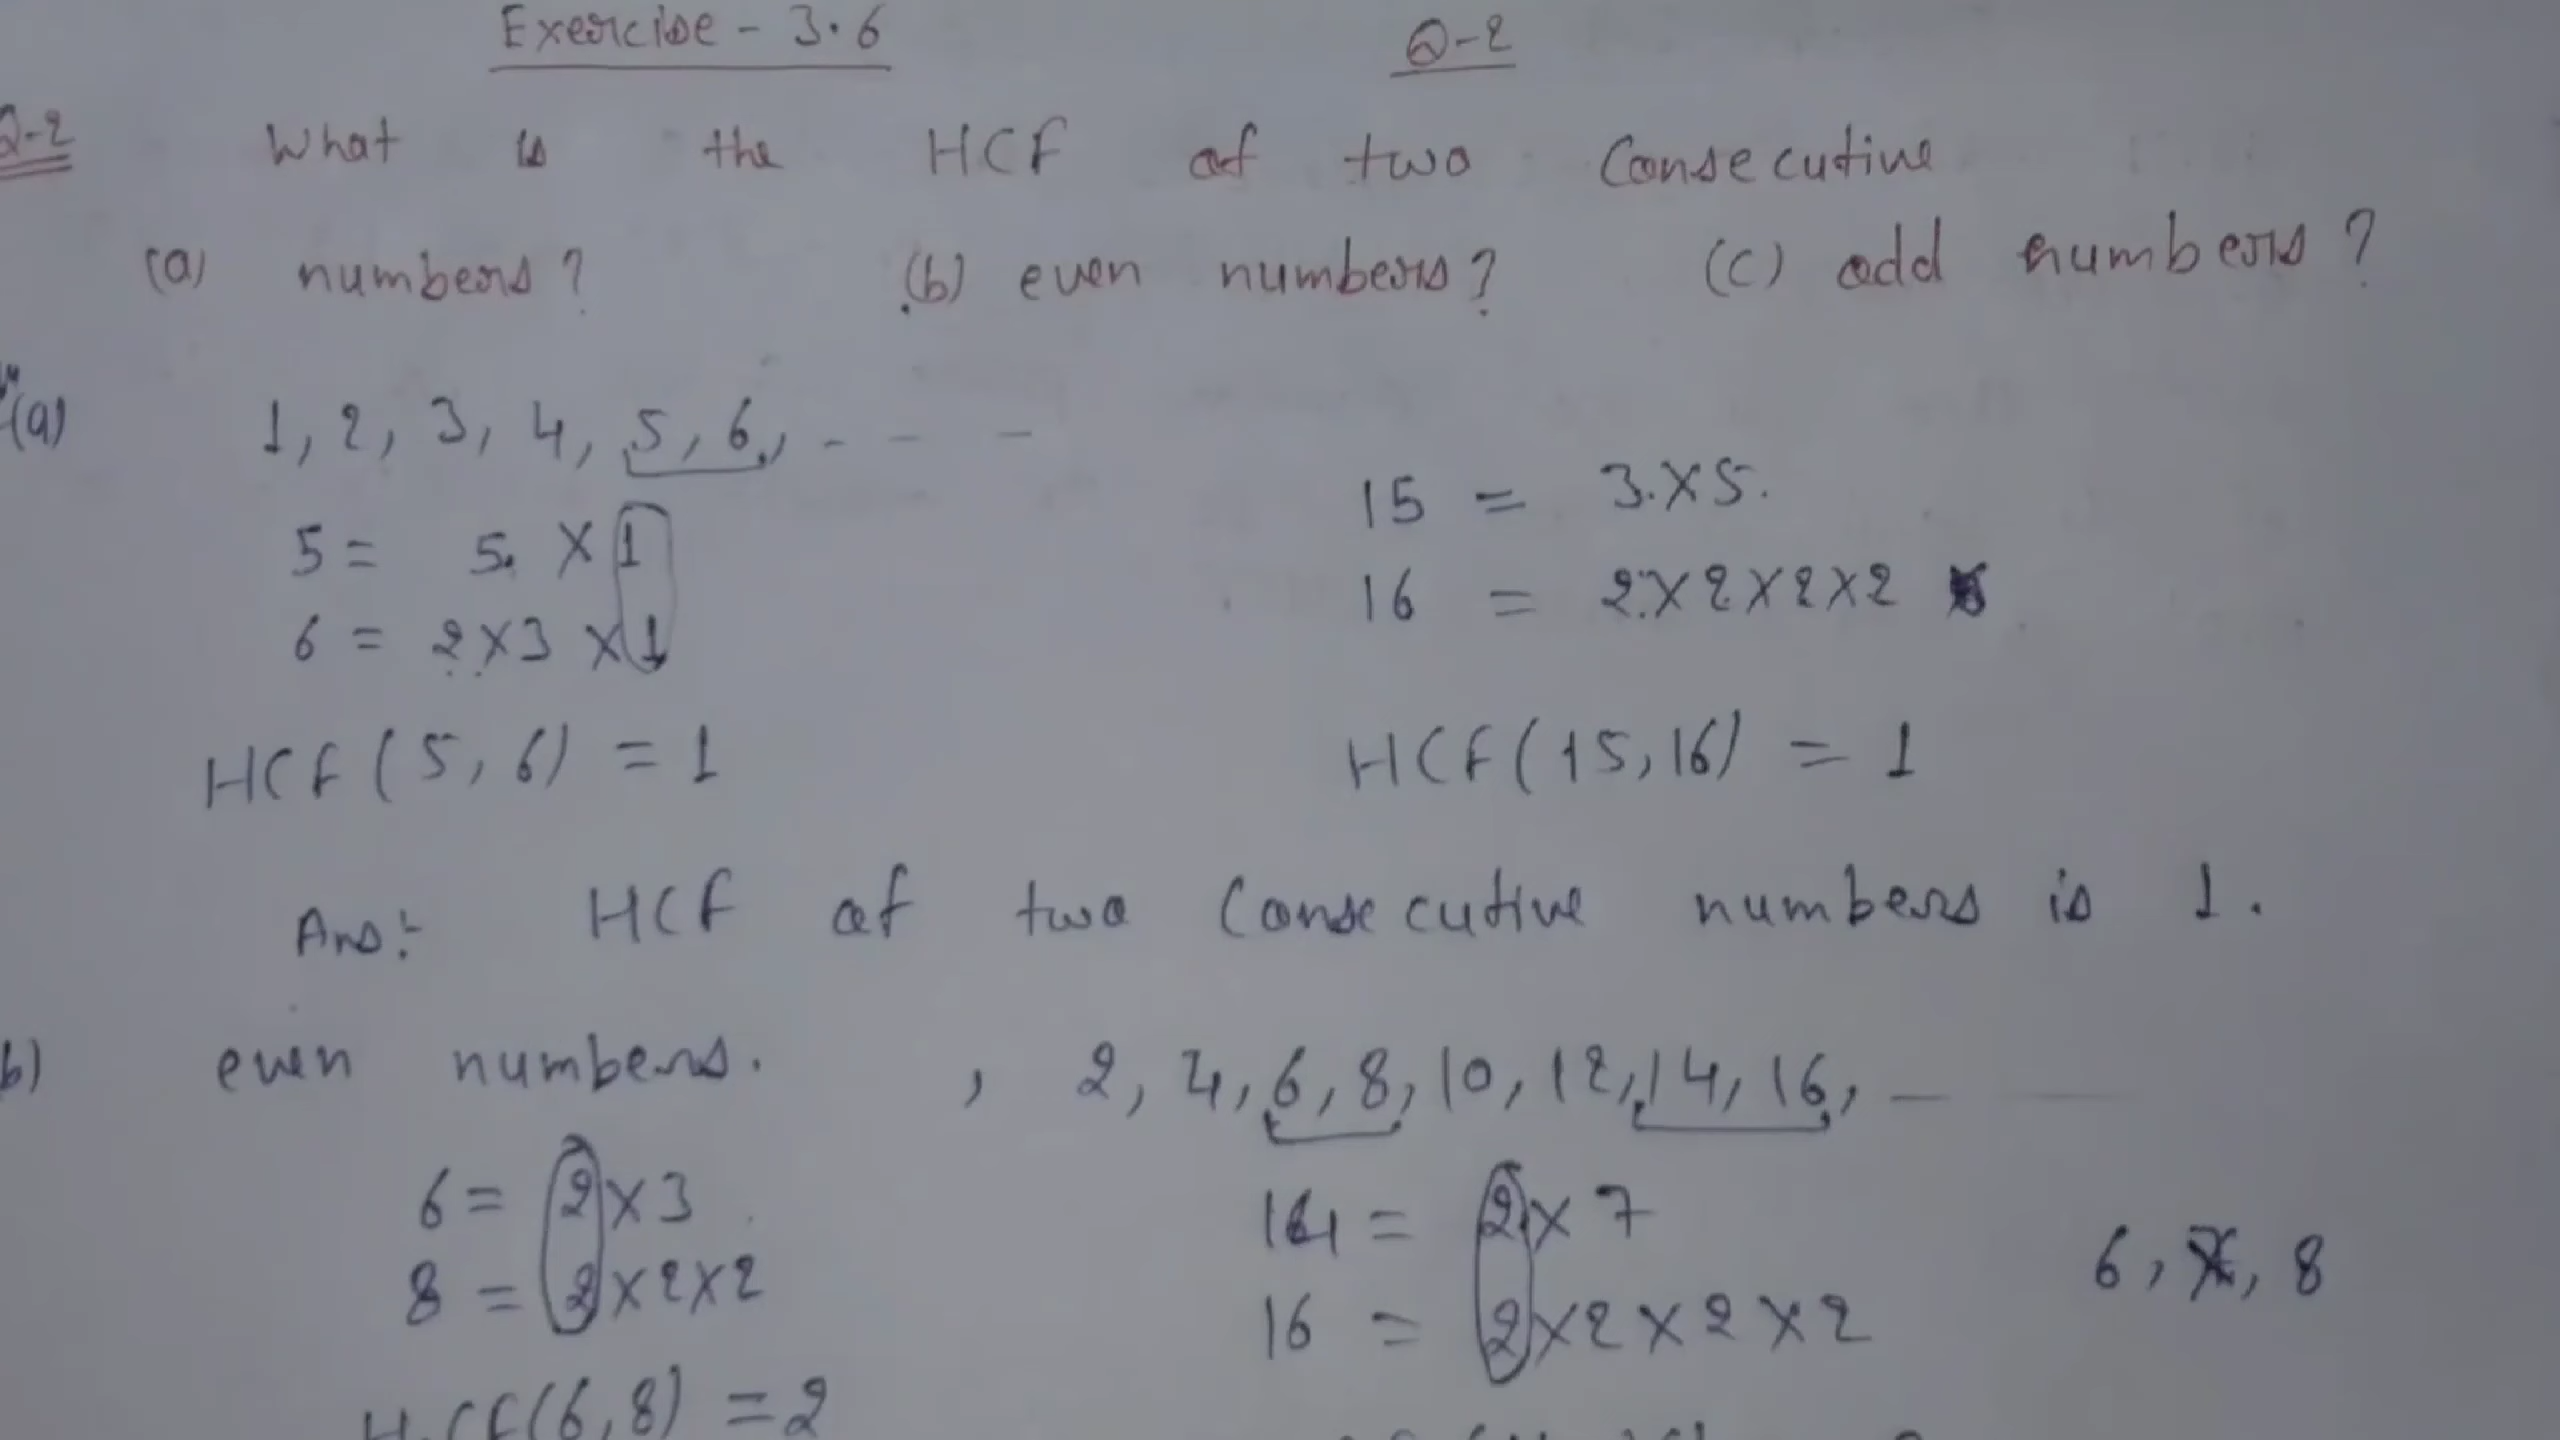 Exercise - 3.6 Q-2
Q-2 What is the HCF of two Consecutive
(a) numbers? (b) even numbers? (c) odd numbers?
(a) 1, 2, 3, 4, 5, 6, - - -
5 = 5 × 1
6 = 2×3 ×1
HCF (5, 6) = 1
15 = 3×5
16 = 2×2×2×2
HCF (15, 16) = 1
Ans:- HCF of two Consecutive numbers is 1.
b) even numbers. , 2, 4, 6, 8, 10, 12, 14, 16, -
6 = 2×3
8 = 2×2×2
HCF(6,8) = 2
14 = 2×7
16 = 2×2×2×2
6, 8